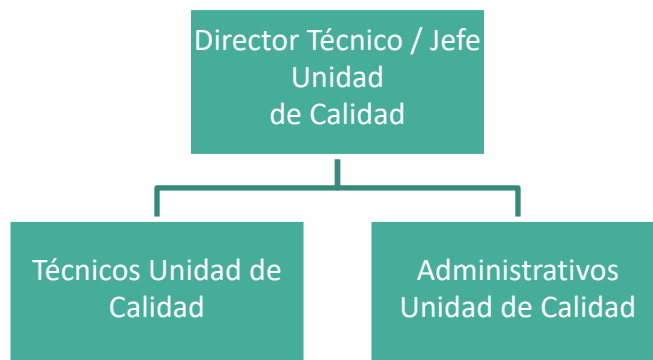 Director Técnico / Jefe
Unidad
de Calidad
Técnicos Unidad de
Calidad
Administrativos
Unidad de Calidad